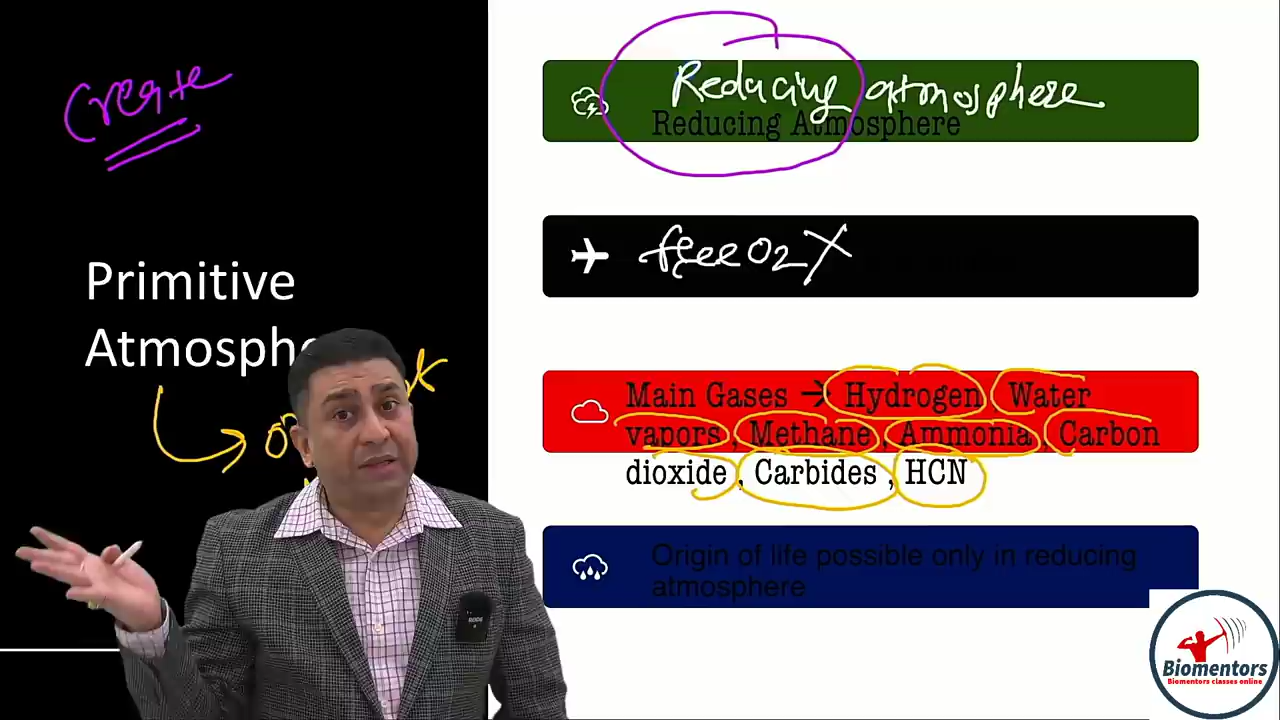 Create
Primitive
Atmosphe
Reducing atmosphere
Reducing Atmosphere
free O2 X
Main Gases → Hydrogen , Water
vapors , Methane , Ammonia , Carbon
dioxide , Carbides , HCN
Origin of life possible only in reducing
atmosphere
RODE
Biomentors
Biomentors classes online